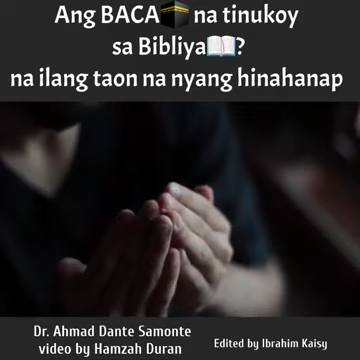 Ang BACA🕋na tinukoy
sa Bibliya📖?
na ilang taon na nyang hinahanap
Dr. Ahmad Dante Samonte
video by Hamzah Duran
Edited by Ibrahim Kaisy